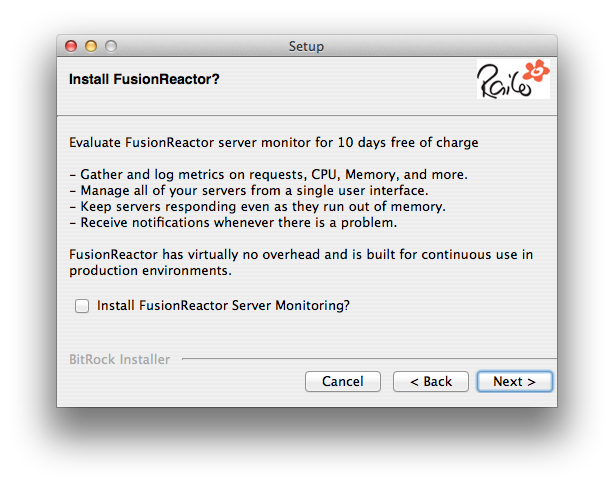 Setup
Install FusionReactor?
Railo
Evaluate FusionReactor server monitor for 10 days free of charge
- Gather and log metrics on requests, CPU, Memory, and more.
- Manage all of your servers from a single user interface.
- Keep servers responding even as they run out of memory.
- Receive notifications whenever there is a problem.
FusionReactor has virtually no overhead and is built for continuous use in
production environments.
Install FusionReactor Server Monitoring?
BitRock Installer
Cancel
< Back
Next >